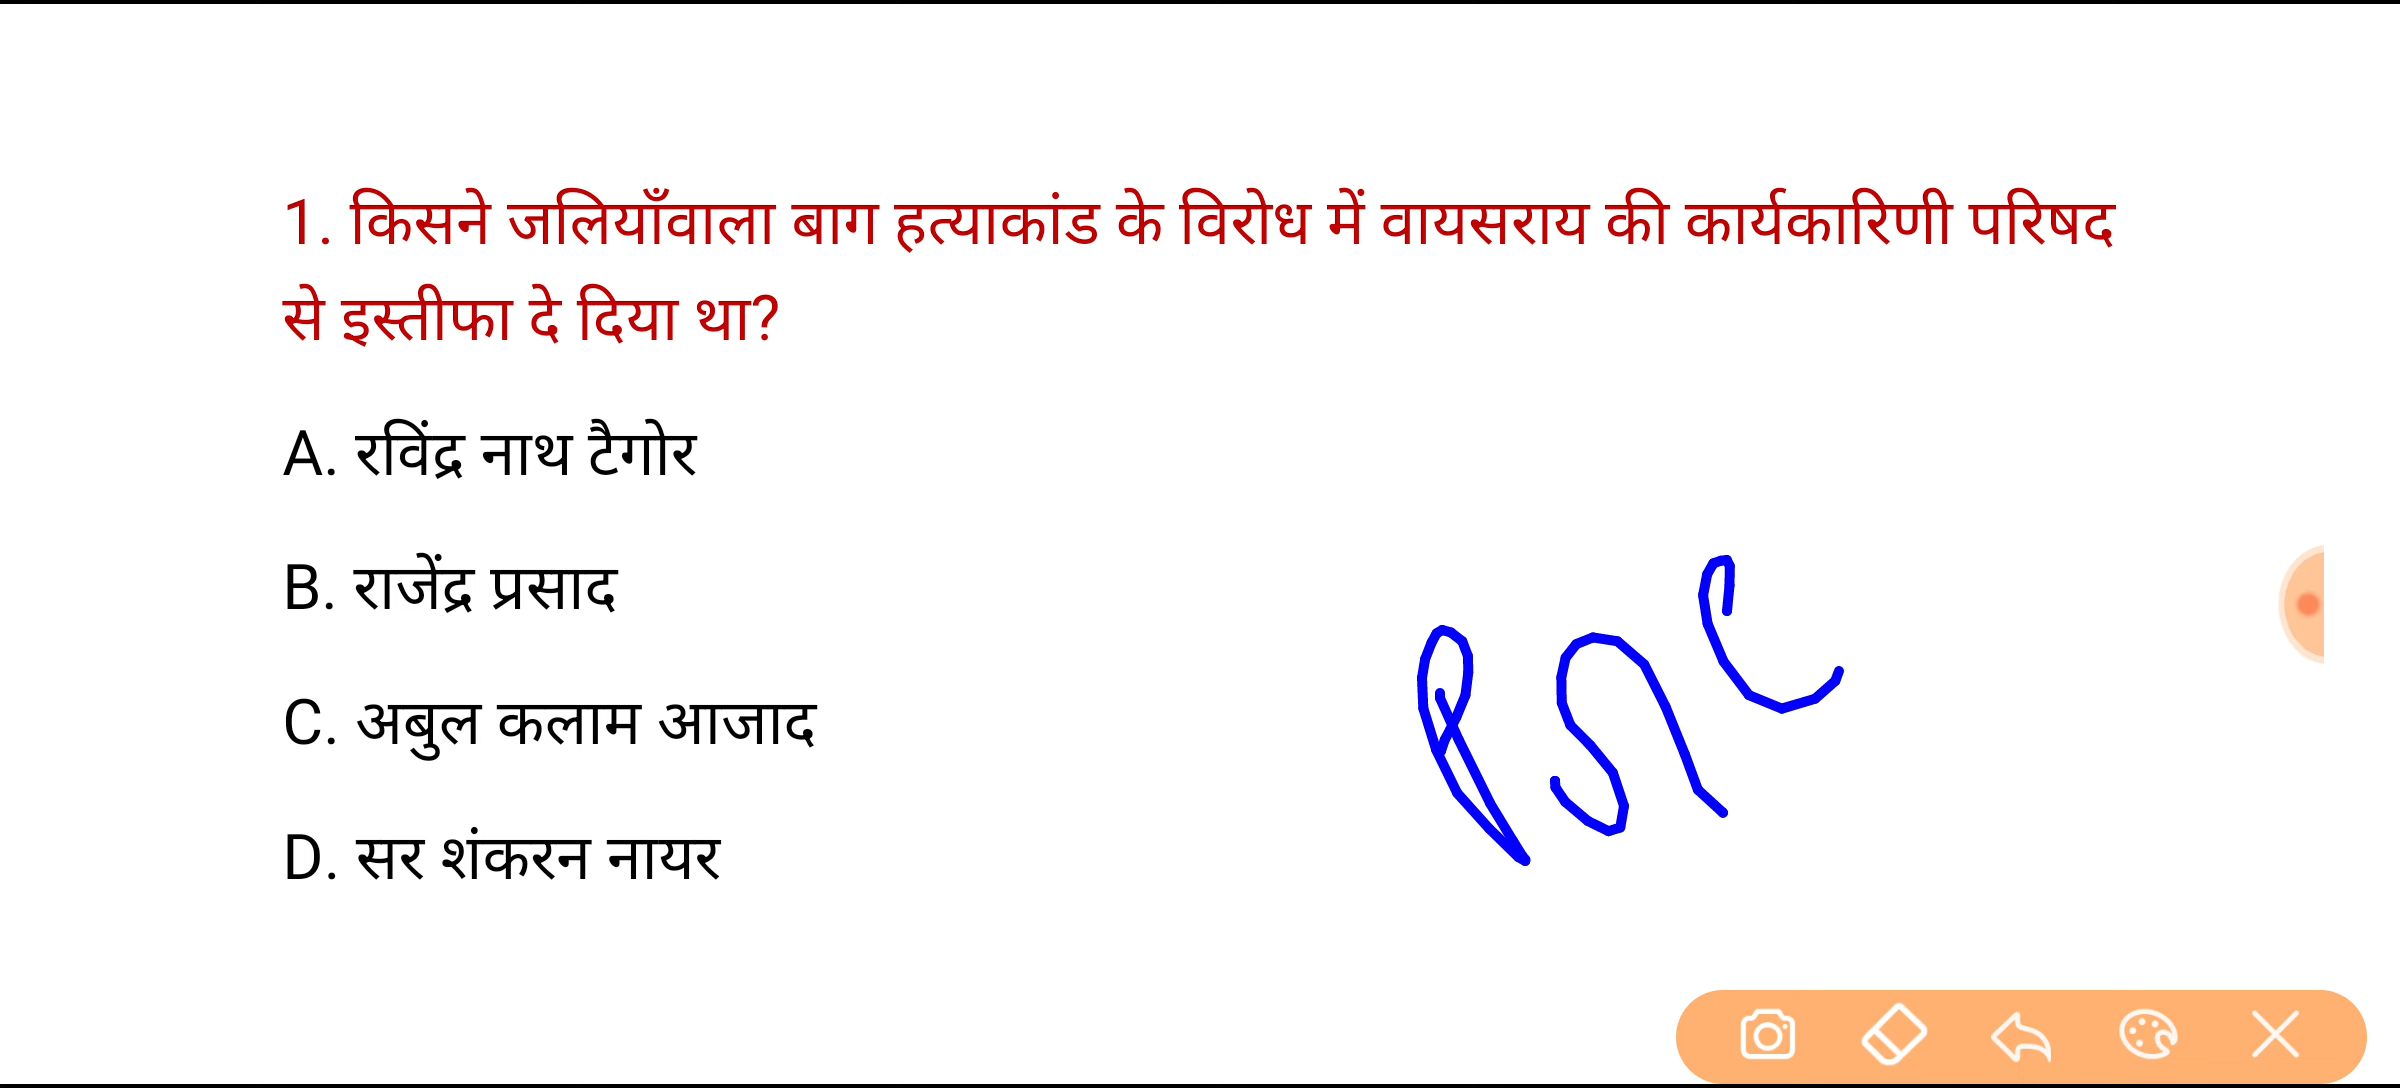 1. किसने जलियाँवाला बाग हत्याकांड के विरोध में वायसराय की कार्यकारिणी परिषद
से इस्तीफा दे दिया था?
A. रविंद्र नाथ टैगोर
B. राजेंद्र प्रसाद
C. अबुल कलाम आजाद
D. सर शंकरन नायर